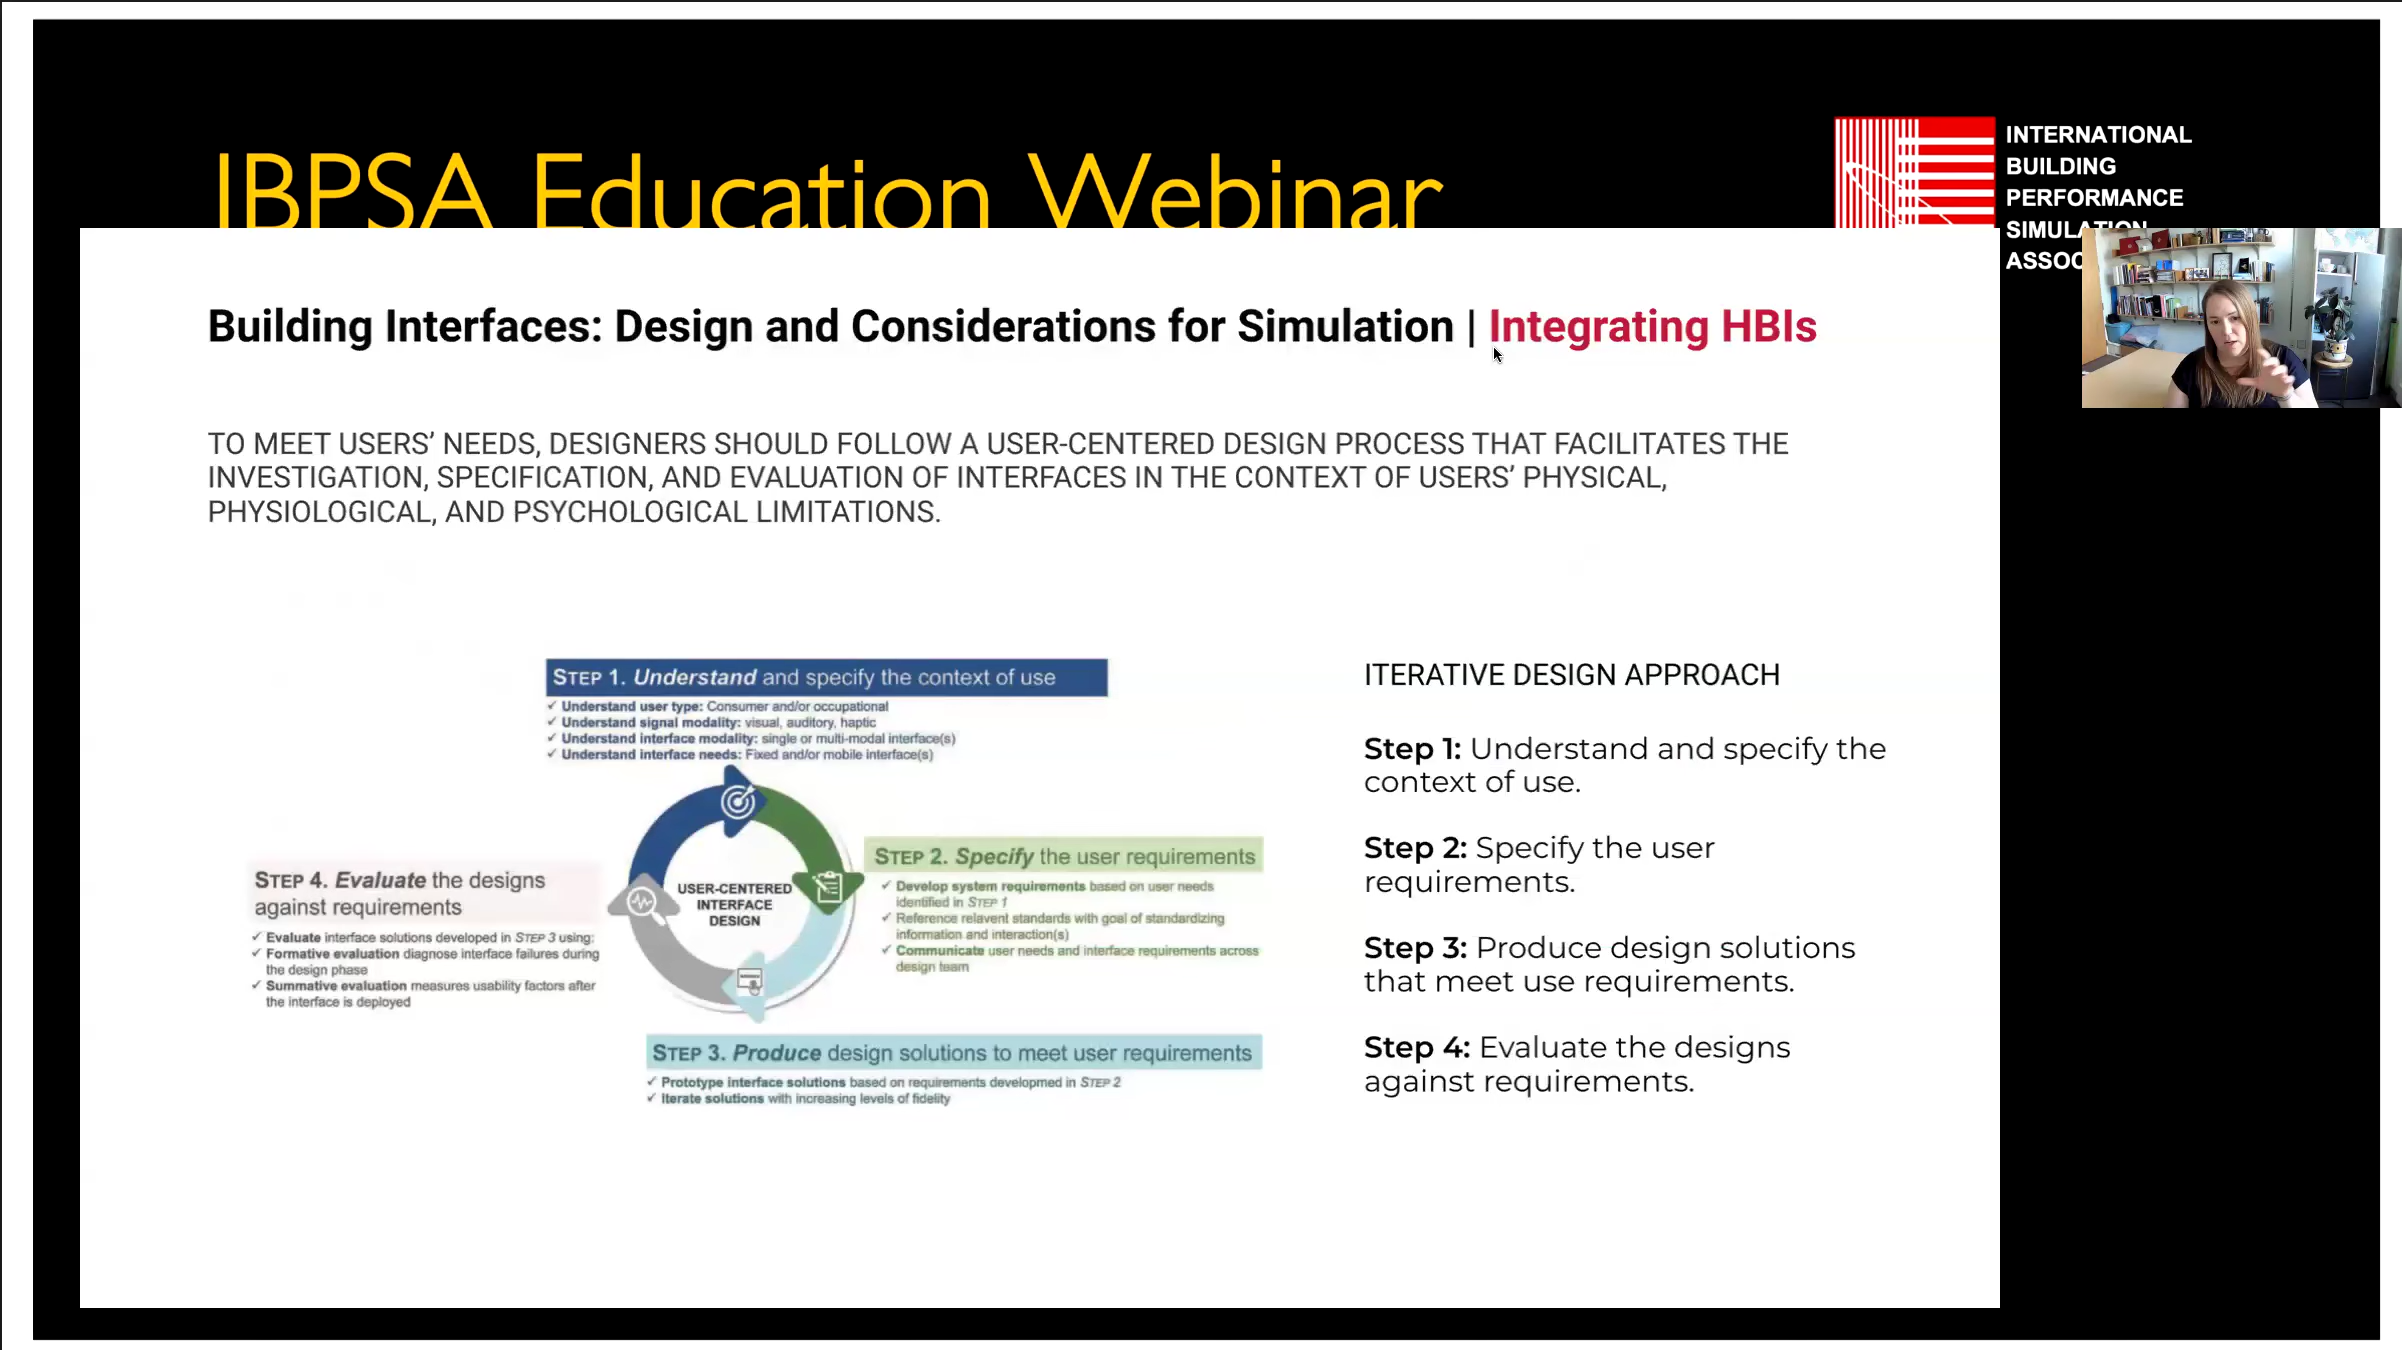 IBPSA Education Webinar
INTERNATIONAL
BUILDING
PERFORMANCE
SIMULATION
ASSOC
Building Interfaces: Design and Considerations for Simulation | Integrating HBIs
TO MEET USERS’ NEEDS, DESIGNERS SHOULD FOLLOW A USER-CENTERED DESIGN PROCESS THAT FACILITATES THE
INVESTIGATION, SPECIFICATION, AND EVALUATION OF INTERFACES IN THE CONTEXT OF USERS’ PHYSICAL,
PHYSIOLOGICAL, AND PSYCHOLOGICAL LIMITATIONS.
STEP 1. Understand and specify the context of use
✓ Understand user type: Consumer and/or occupational
✓ Understand signal modality: visual, auditory, haptic
✓ Understand interface modality: single or multi-modal interface(s)
✓ Understand interface needs: Fixed and/or mobile interface(s)
USER-CENTERED
INTERFACE
DESIGN
STEP 2. Specify the user requirements
✓ Develop system requirements based on user needs
identified in STEP 1
✓ Reference relavent standards with goal of standardizing
information and interaction(s)
✓ Communicate user needs and interface requirements across
design team
STEP 3. Produce design solutions to meet user requirements
✓ Prototype interface solutions based on requirements developmed in STEP 2
✓ Iterate solutions with increasing levels of fidelity
STEP 4. Evaluate the designs
against requirements
✓ Evaluate interface solutions developed in STEP 3 using:
✓ Formative evaluation diagnose interface failures during
the design phase
✓ Summative evaluation measures usability factors after
the interface is deployed
ITERATIVE DESIGN APPROACH
Step 1: Understand and specify the
context of use.
Step 2: Specify the user
requirements.
Step 3: Produce design solutions
that meet use requirements.
Step 4: Evaluate the designs
against requirements.